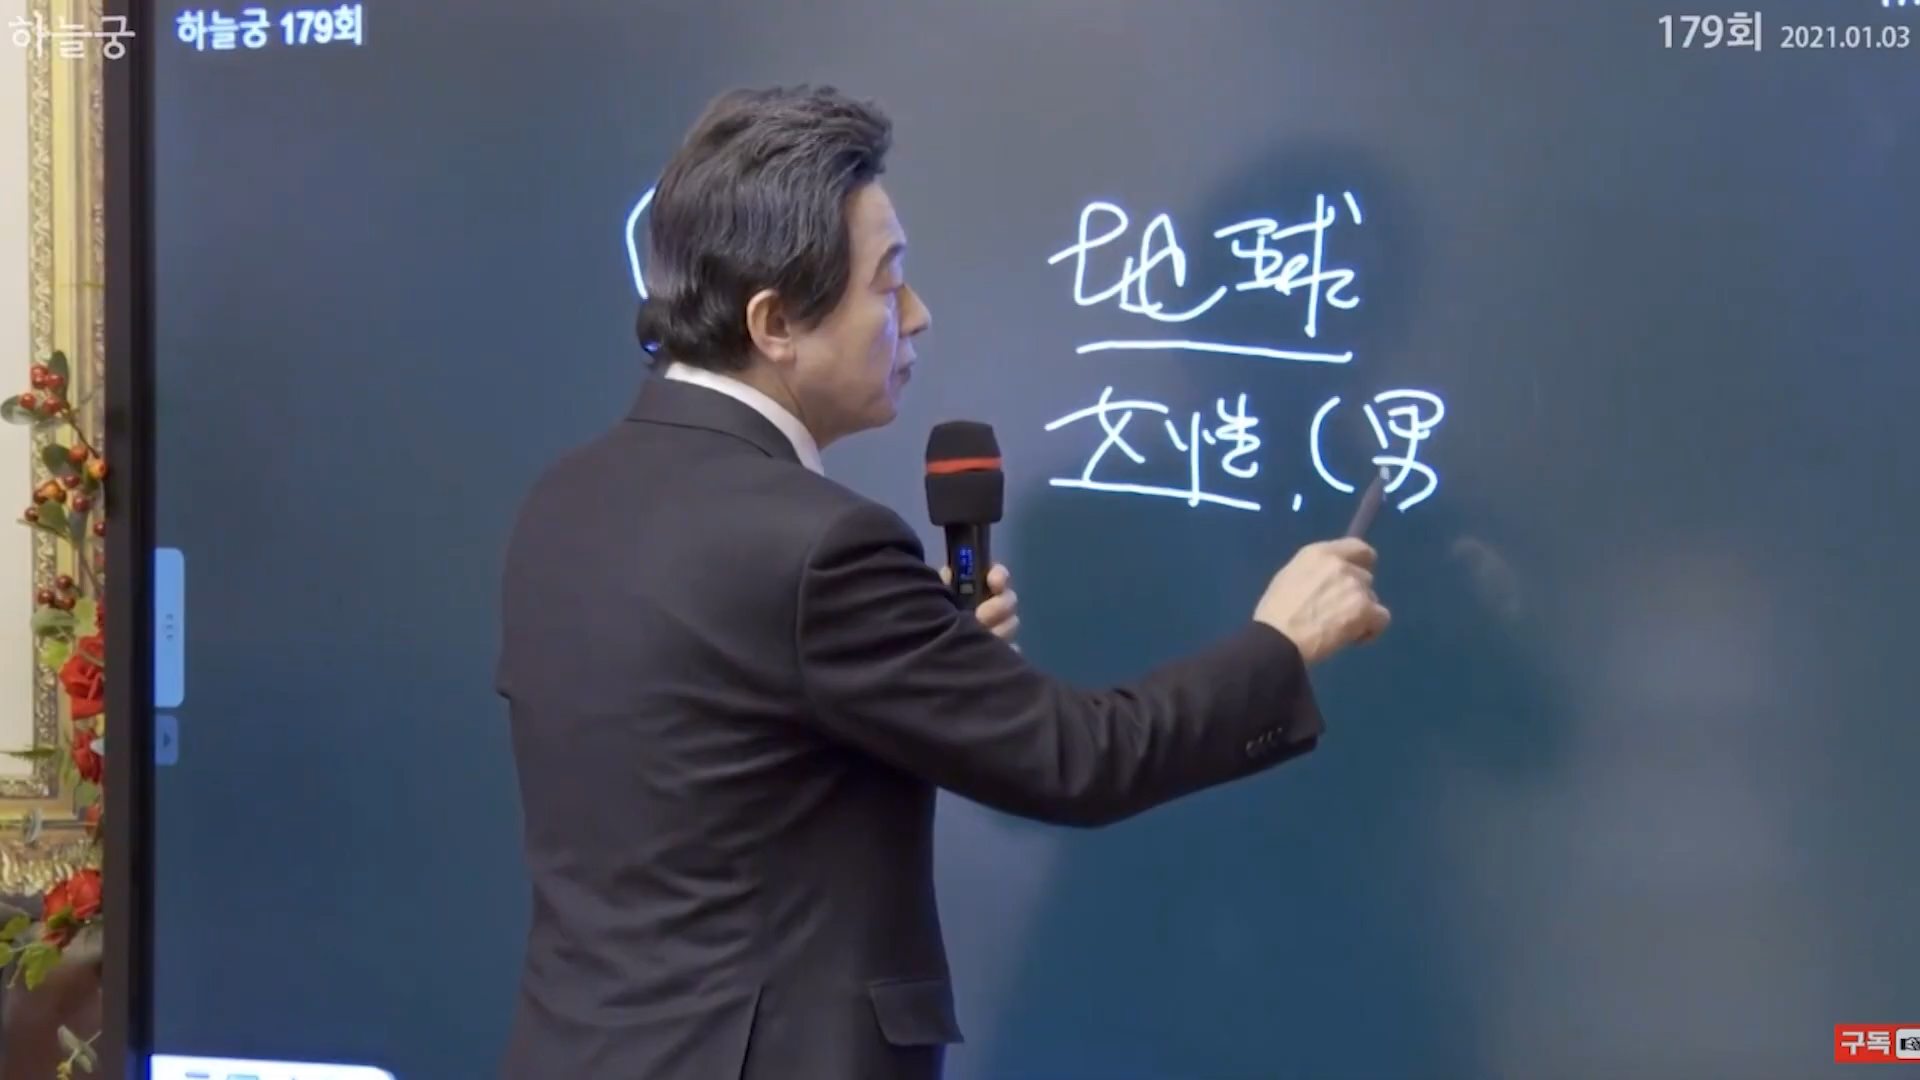 하늘궁
하늘궁 179회
179회 2021.01.03
地球
女性, (男
구독